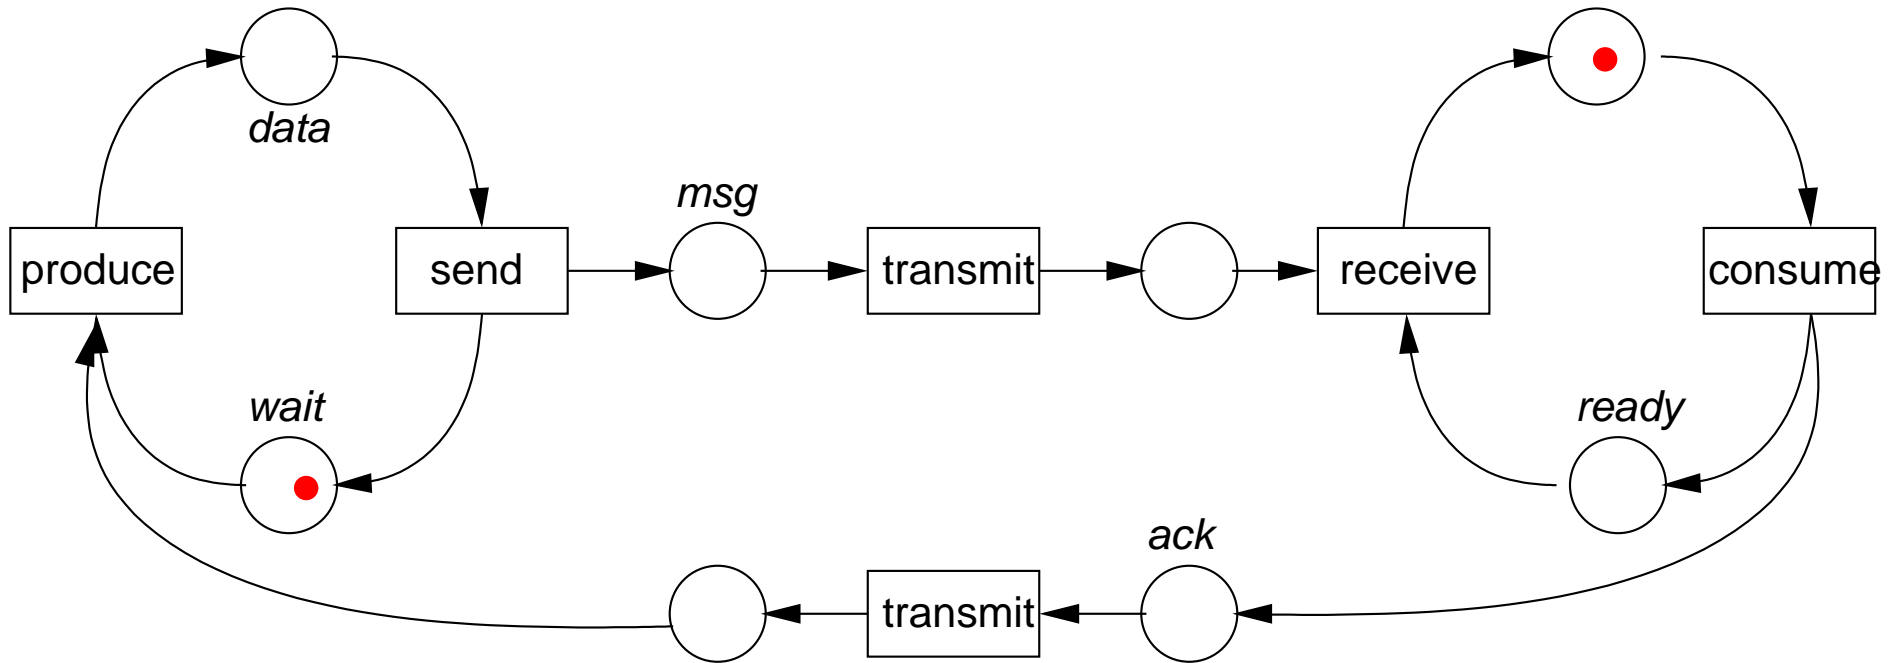 data
msg
produce
send
transmit
receive
consume
wait
ready
ack
transmit